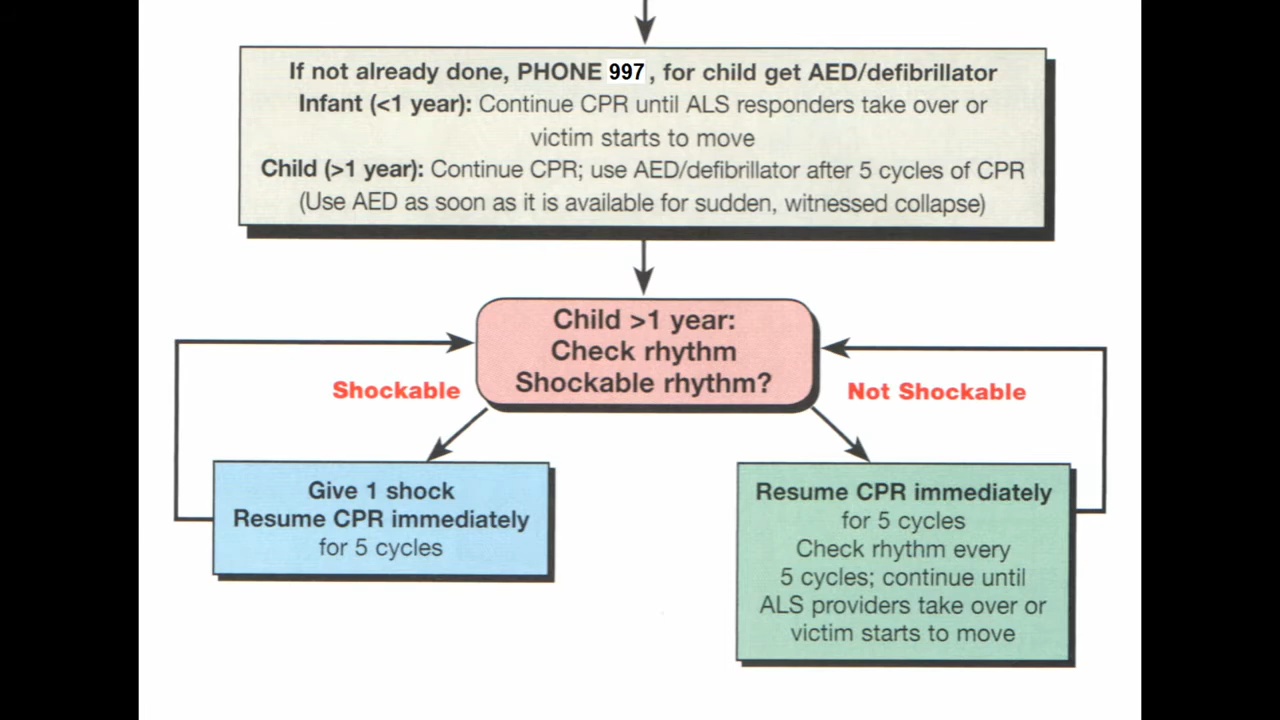 If not already done, PHONE 997, for child get AED/defibrillator
Infant (<1 year): Continue CPR until ALS responders take over or
victim starts to move
Child (>1 year): Continue CPR; use AED/defibrillator after 5 cycles of CPR
(Use AED as soon as it is available for sudden, witnessed collapse)
Child >1 year:
Check rhythm
Shockable rhythm?
Shockable
Not Shockable
Give 1 shock
Resume CPR immediately
for 5 cycles
Resume CPR immediately
for 5 cycles
Check rhythm every
5 cycles; continue until
ALS providers take over or
victim starts to move